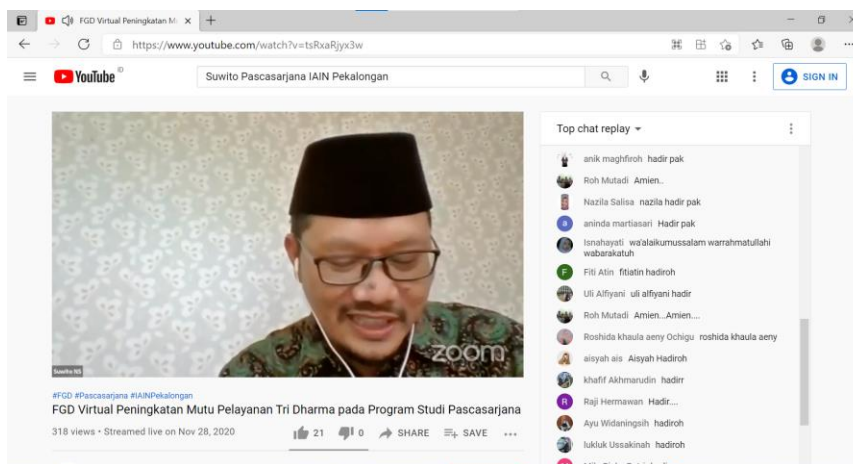 FGD Virtual Peningkatan M
https://www.youtube.com/watch?v=tsRxaRjyx3w
YouTube ID
Suwito Pascasarjana IAIN Pekalongan
SIGN IN
zoom
Suwito NS
#FGD #Pascasarjana #IAINPekalongan
FGD Virtual Peningkatan Mutu Pelayanan Tri Dharma pada Program Studi Pascasarjana
318 views • Streamed live on Nov 28, 2020
21
0
SHARE
SAVE
Top chat replay
anik maghfiroh hadir pak
Roh Mutadi Amien..
Nazila Salisa nazila hadir pak
a
aninda martiasari Hadir pak
Isnahayati wa'alaikumussalam warrahmatullahi
wabarakatuh
F
Fiti Atin fitiatin hadiroh
Uli Alfiyani uli alfiyani hadir
Roh Mutadi Amien...Amien....
Roshida khaula aeny Ochigu roshida khaula aeny
aisyah ais Aisyah Hadiroh
khafif Akhmarudin hadirr
R
Raji Hermawan Hadir....
Ayu Widaningsih hadiroh
lukluk Ussakinah hadiroh